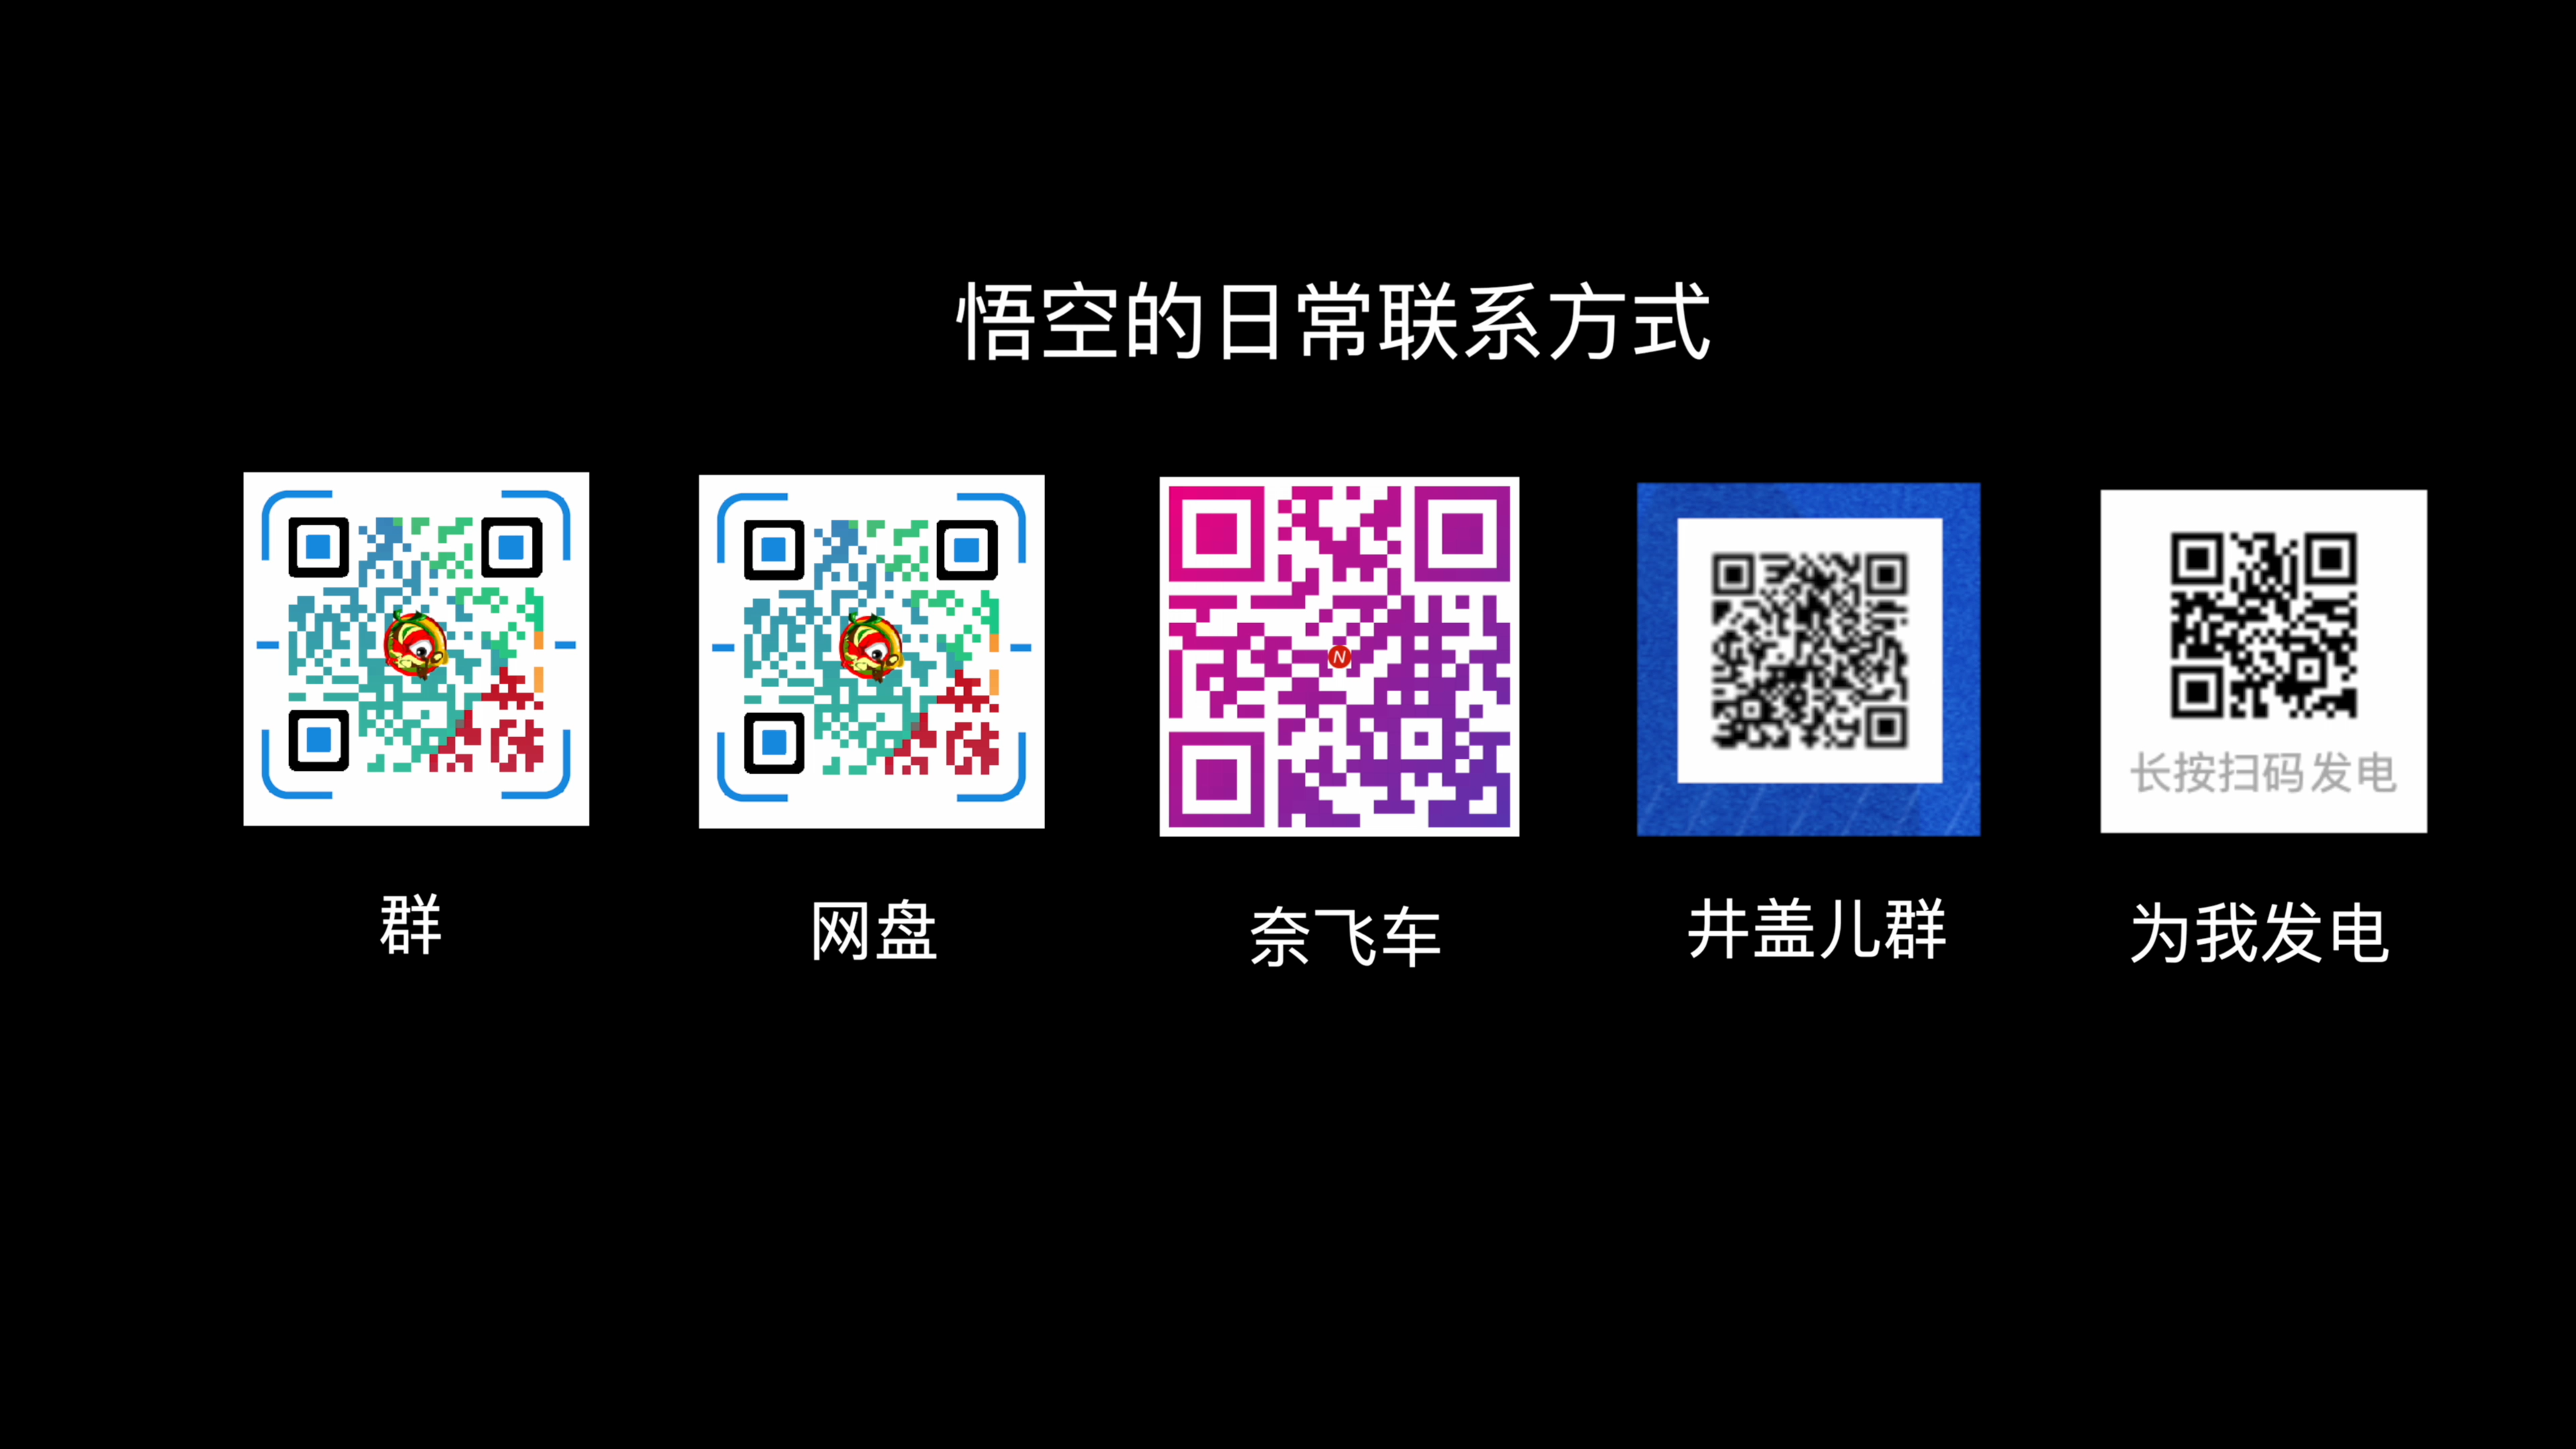 悟空的日常联系方式
N
长按扫码发电
群
网盘
奈飞车
井盖儿群
为我发电